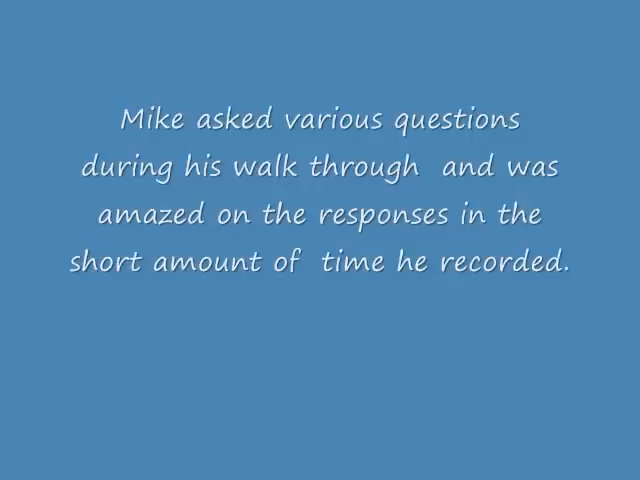 Mike asked various questions
during his walk through and was
amazed on the responses in the
short amount of time he recorded.